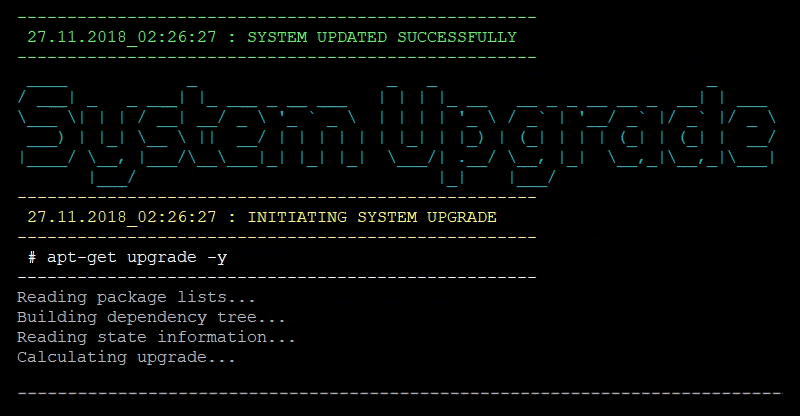 27.11.2018_02:26:27 : SYSTEM UPDATED SUCCESSFULLY
System Upgrade
27.11.2018_02:26:27 : INITIATING SYSTEM UPGRADE
# apt-get upgrade -y
Reading package lists...
Building dependency tree...
Reading state information...
Calculating upgrade...